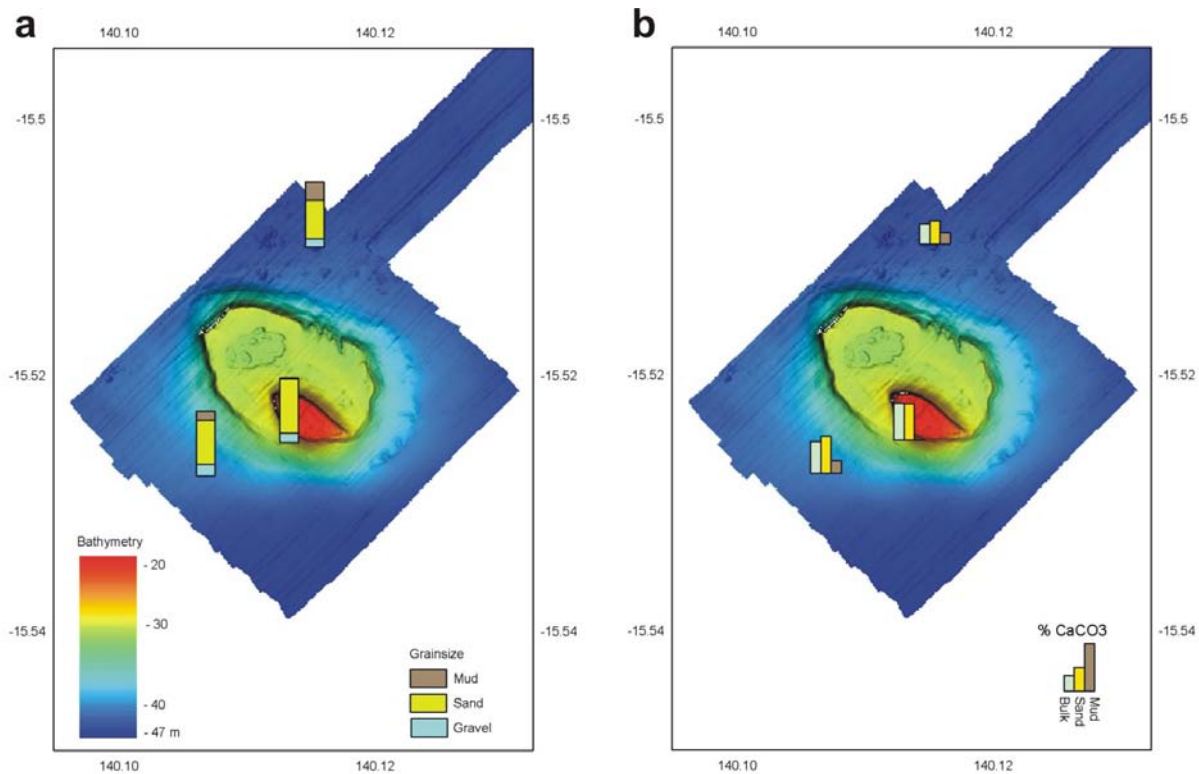 a
140.10 140.12
-15.5 -15.5
-15.52 -15.52
-15.54 -15.54
Bathymetry
- 20
- 30
- 40
- 47 m
Grainsize
Mud
Sand
Gravel
140.10 140.12
b
140.10 140.12
-15.5 -15.5
-15.52 -15.52
-15.54 -15.54
% CaCO3
Bulk
Sand
Mud
140.10 140.12